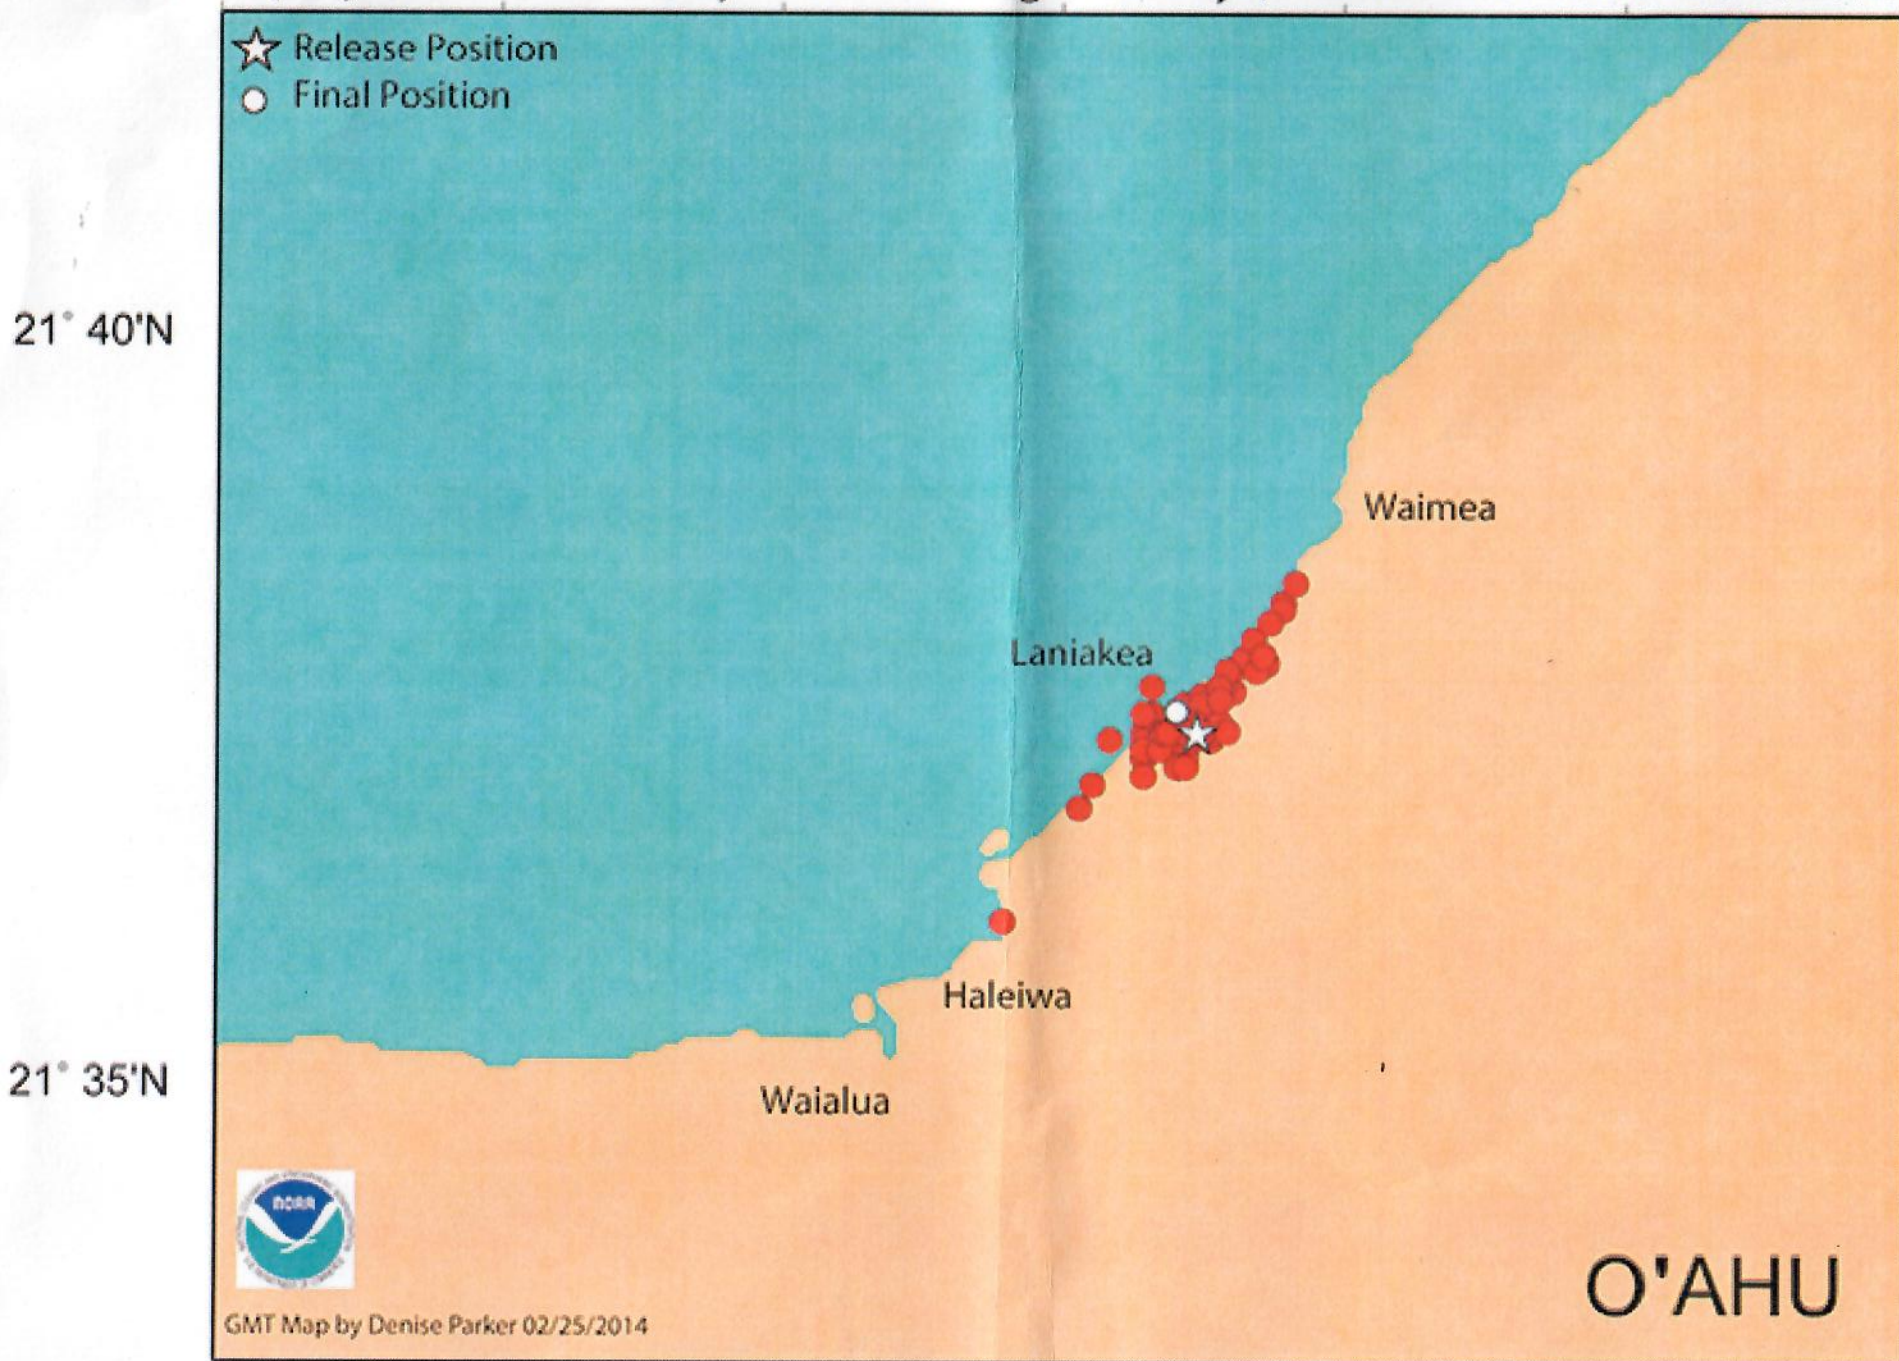 Release Position
Final Position
21° 40'N
Waimea
Laniakea
Haleiwa
21° 35'N
Waialua
NOAA
O'AHU
GMT Map by Denise Parker 02/25/2014